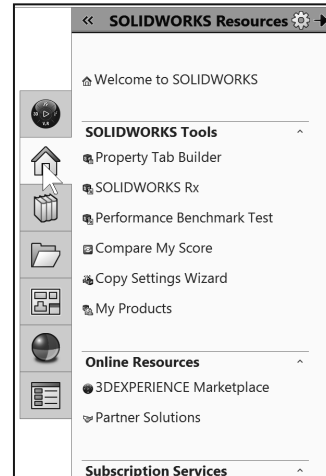 « SOLIDWORKS Resources
Welcome to SOLIDWORKS
SOLIDWORKS Tools
Property Tab Builder
SOLIDWORKS Rx
Performance Benchmark Test
Compare My Score
Copy Settings Wizard
My Products
Online Resources
3DEXPERIENCE Marketplace
Partner Solutions
Subscription Services